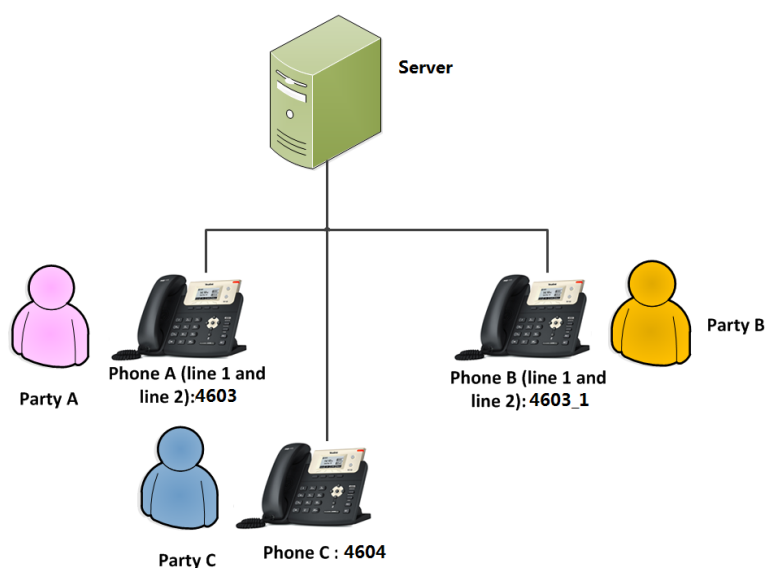 Server
Party B
Phone A (line 1 and
line 2):4603
Phone B (line 1 and
line 2): 4603_1
Party A
Phone C : 4604
Party C